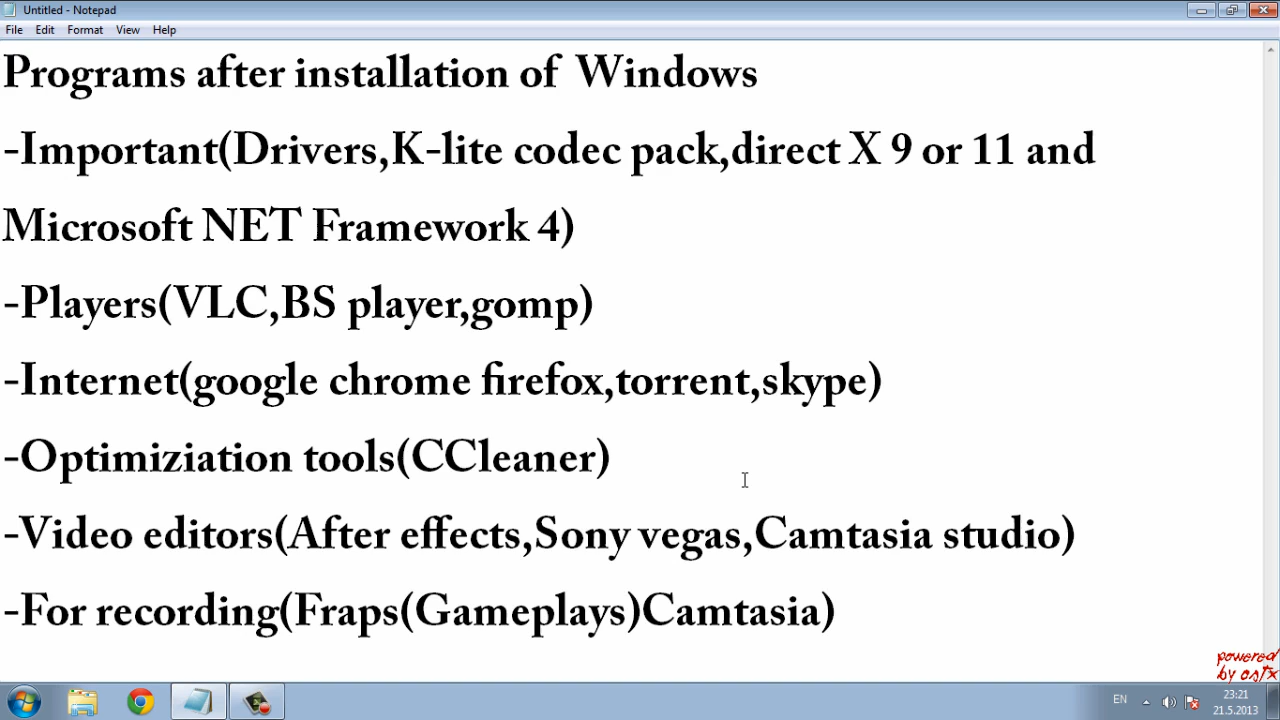 Untitled - Notepad
File Edit Format View Help
Programs after installation of Windows
-Important(Drivers,K-lite codec pack,direct X 9 or 11 and
Microsoft NET Framework 4)
-Players(VLC,BS player,gomp)
-Internet(google chrome firefox,torrent,skype)
-Optimiziation tools(CCleaner)
-Video editors(After effects,Sony vegas,Camtasia studio)
-For recording(Fraps(Gameplays)Camtasia)
powered
by
EN
23:21
21.5.2013